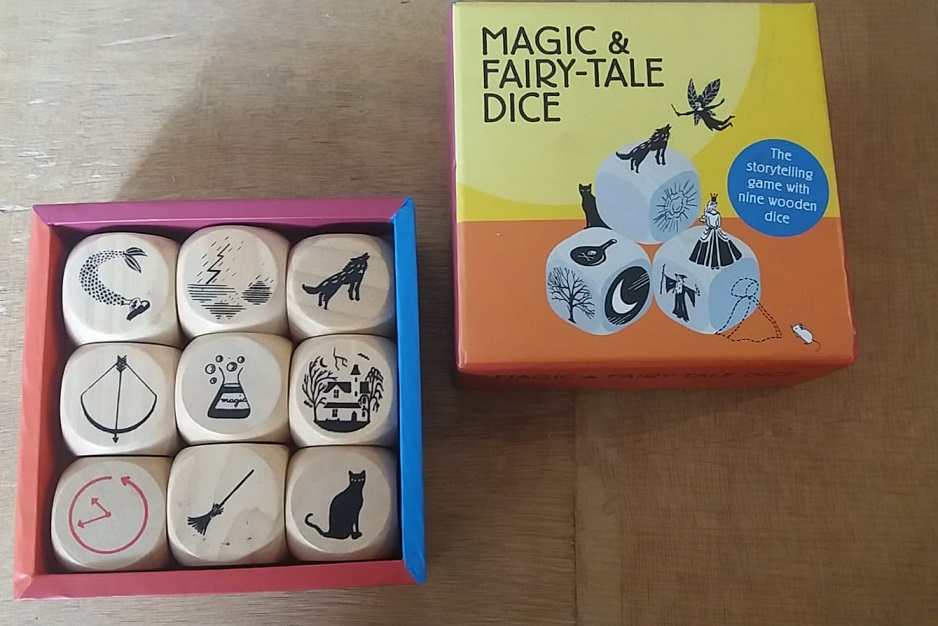 MAGIC &
FAIRY-TALE
DICE
The
storytelling
game with
nine wooden
dice
magic
MAGIC & FAIRY-TALE DICE